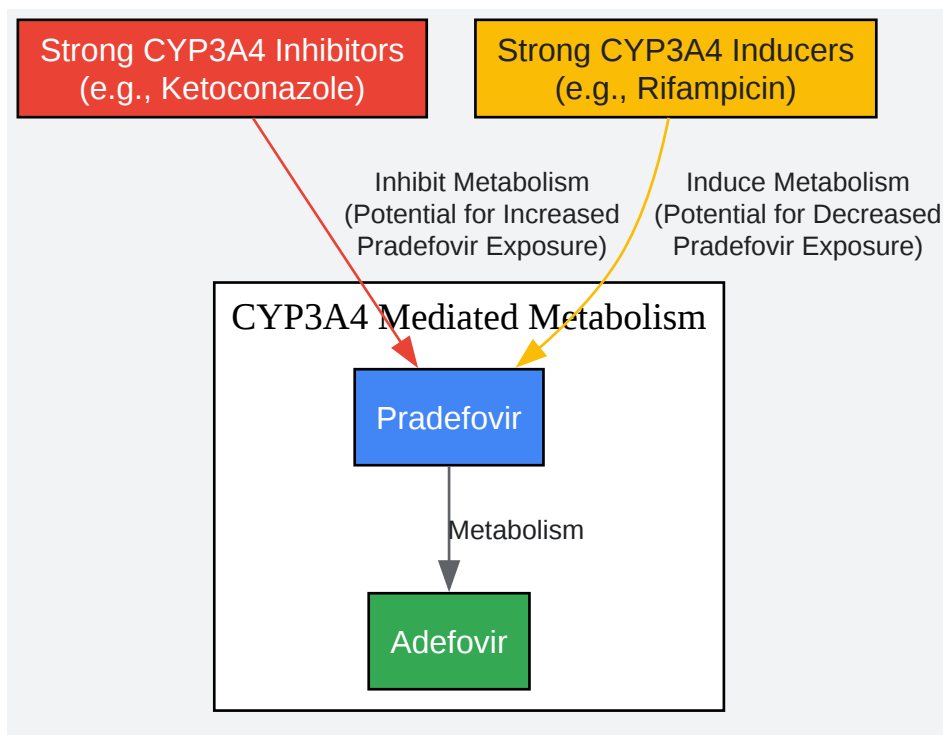 Strong CYP3A4 Inhibitors
(e.g., Ketoconazole)
Strong CYP3A4 Inducers
(e.g., Rifampicin)
Inhibit Metabolism
(Potential for Increased
Pradefovir Exposure)
Induce Metabolism
(Potential for Decreased
Pradefovir Exposure)
CYP3A4 Mediated Metabolism
Pradefovir
Metabolism
Adefovir